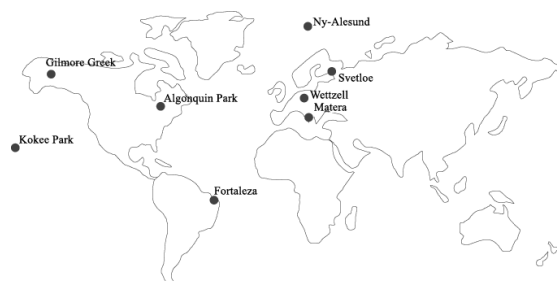 Ny-Alesund
Gilmore Greek
Svetloe
Algonquin Park
Wettzell
Matera
Kokee Park
Fortaleza